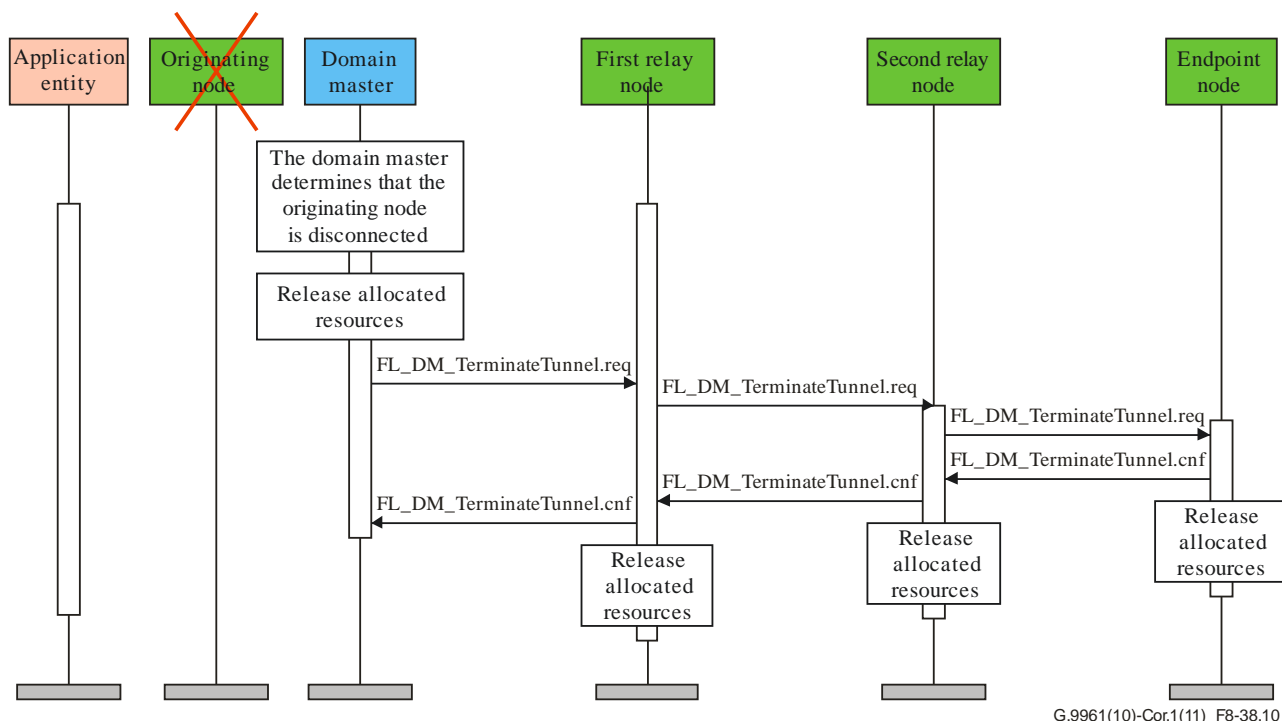 Application
entity
Originating
node
Domain
master
First relay
node
Second relay
node
Endpoint
node
The domain master
determines that the
originating node
is disconnected
Release allocated
resources
FL_DM_TerminateTunnel.req
FL_DM_TerminateTunnel.req
FL_DM_TerminateTunnel.req
FL_DM_TerminateTunnel.cnf
FL_DM_TerminateTunnel.cnf
FL_DM_TerminateTunnel.cnf
Release
allocated
resources
Release
allocated
resources
Release
allocated
resources
G.9961(10)-Cor.1(11)_F8-38.10